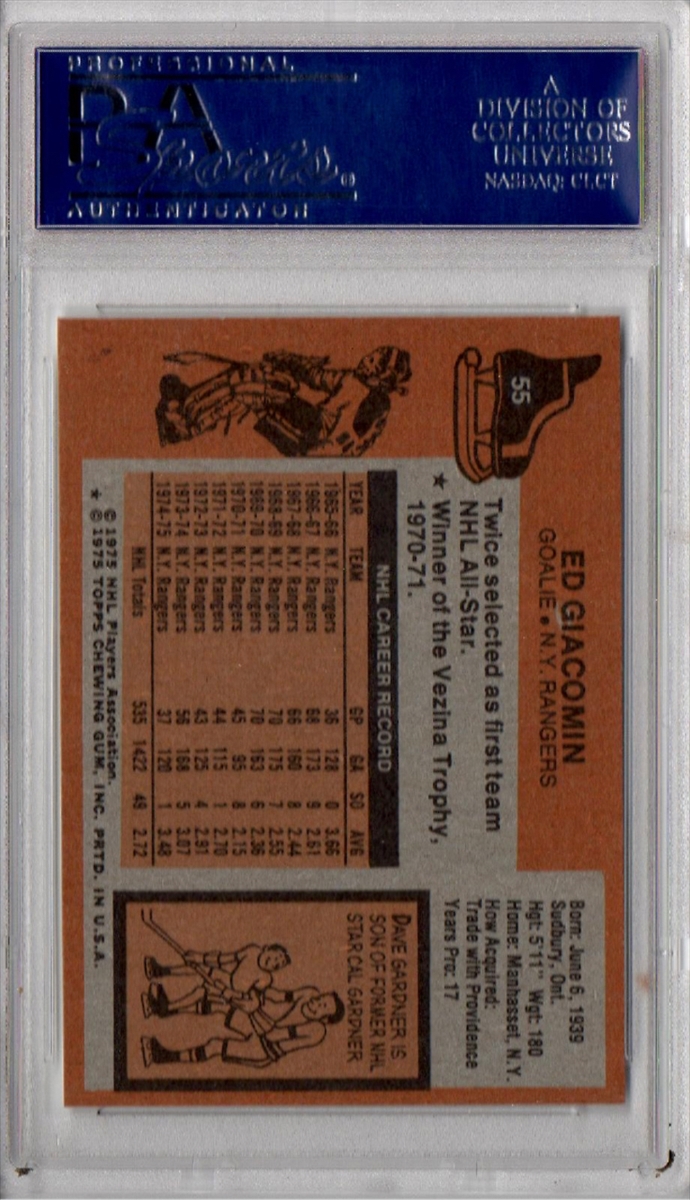 PROFESSIONAL
PSA
Sports®
AUTHENTICATOR
A
DIVISION OF
COLLECTORS
UNIVERSE
NASDAQ: CLCT
55
ED GIACOMIN
GOALIE • N.Y. RANGERS
Twice selected as first team
NHL All-Star.
★ Winner of the Vezina Trophy,
1970-71.
Born: June 6, 1939
Sudbury, Ont.
Hgt: 5'11" Wgt: 180
Home: Manhasset, N.Y.
How Acquired:
Trade with Providence
Years Pro: 17
NHL CAREER RECORD
YEAR TEAM GP GA SO AVG
1965-66 N.Y. Rangers 36 128 0 3.66
1966-67 N.Y. Rangers 68 173 9 2.61
1967-68 N.Y. Rangers 66 160 8 2.44
1968-69 N.Y. Rangers 70 175 7 2.55
1969-70 N.Y. Rangers 70 163 6 2.36
1970-71 N.Y. Rangers 45 95 8 2.15
1971-72 N.Y. Rangers 44 115 1 2.70
1972-73 N.Y. Rangers 43 125 4 2.91
1973-74 N.Y. Rangers 56 168 5 3.07
1974-75 N.Y. Rangers 37 120 1 3.48
NHL Totals 535 1422 49 2.72
DAVE GARDNER IS
SON OF FORMER NHL
STAR CAL GARDNER
© 1975 NHL Players Association.
★ © 1975 TOPPS CHEWING GUM, INC. PRTD. IN U.S.A.